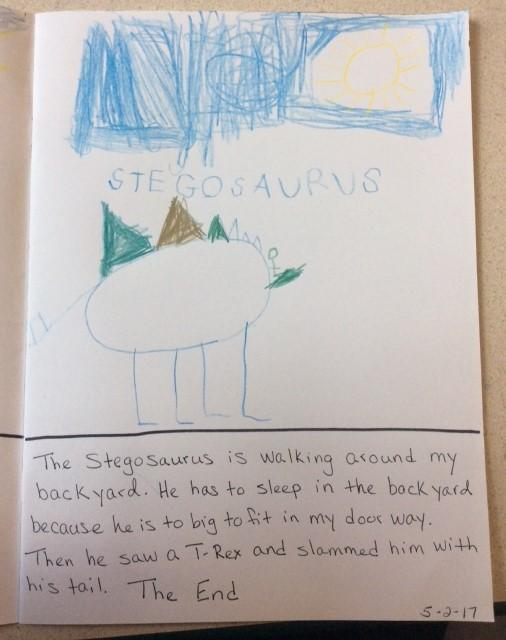 STEGOSAURUS
The Stegosaurus is walking around my
backyard. He has to sleep in the backyard
because he is to big to fit in my door way.
Then he saw a T-Rex and slammed him with
his tail. The End
5-2-17